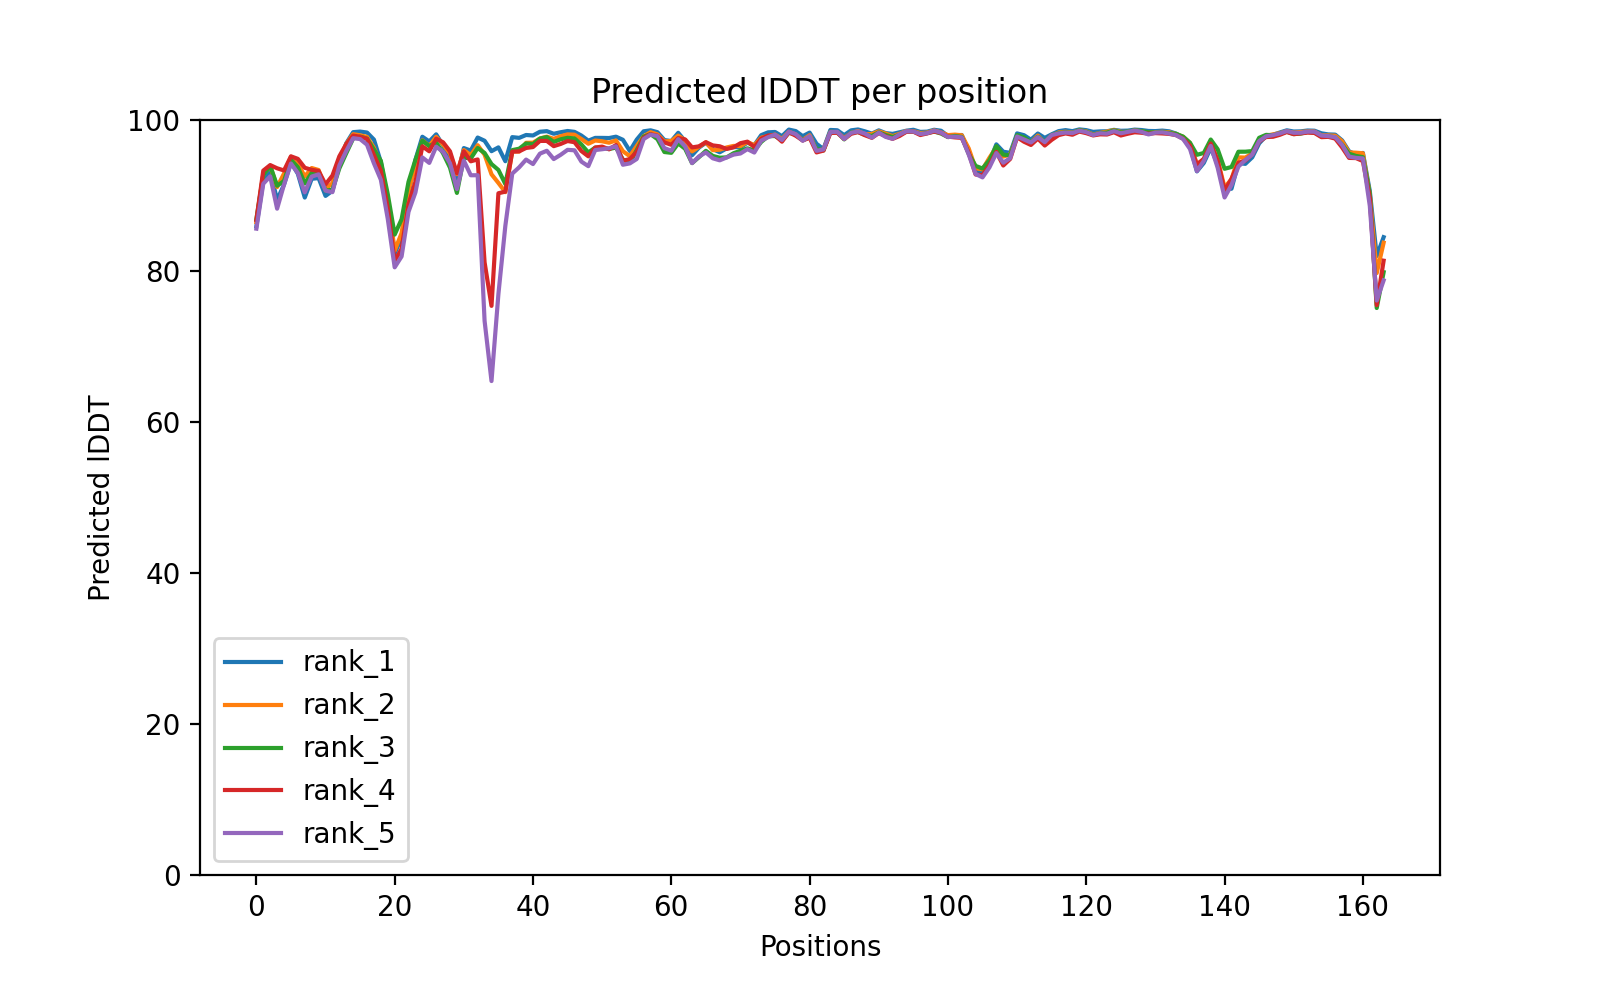 Predicted lDDT per position
Predicted lDDT
100
80
60
40
20
0
rank_1
rank_2
rank_3
rank_4
rank_5
0 20 40 60 80 100 120 140 160
Positions